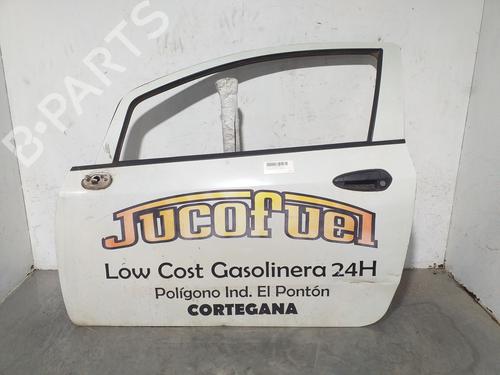 B-PARTS
Jucofuel
Low Cost Gasolinera 24H
Polígono Ind. El Pontón
CORTEGANA